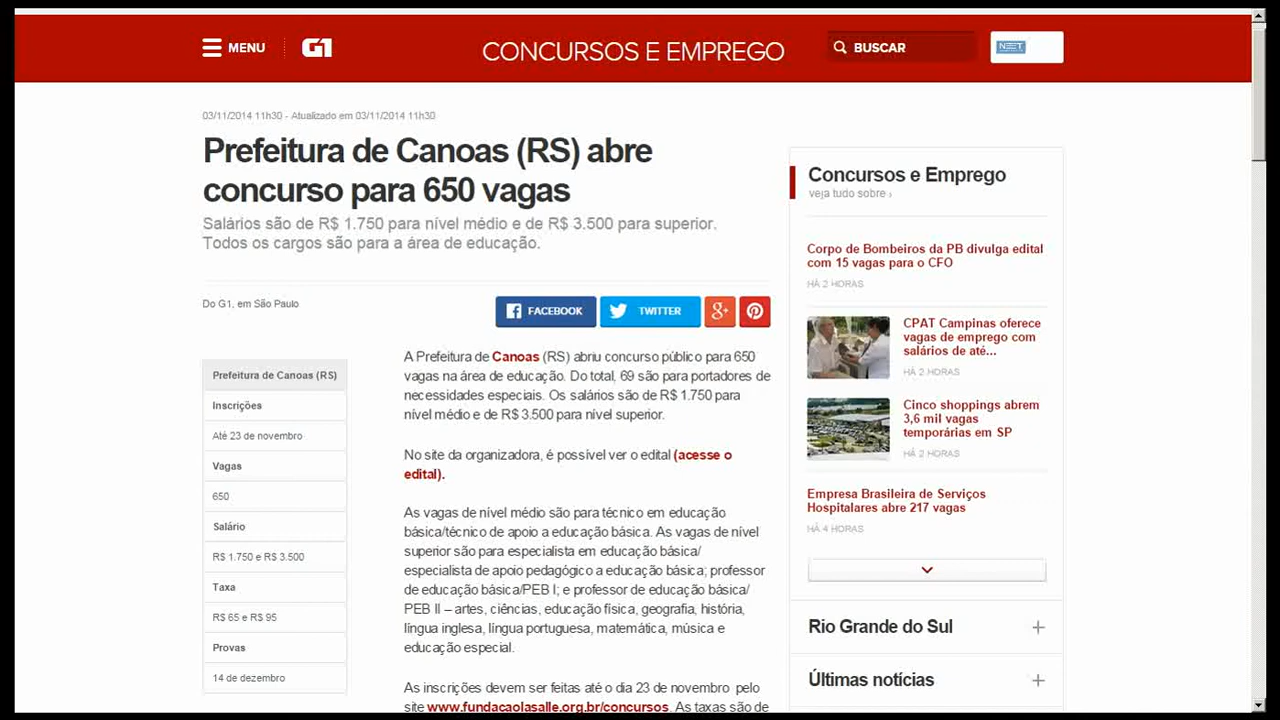 MENU
G1
CONCURSOS E EMPREGO
BUSCAR
NET
03/11/2014 11h30 - Atualizado em 03/11/2014 11h30
Prefeitura de Canoas (RS) abre
concurso para 650 vagas
Salários são de R$ 1.750 para nível médio e de R$ 3.500 para superior.
Todos os cargos são para a área de educação.
Do G1, em São Paulo
FACEBOOK
TWITTER
g+
Prefeitura de Canoas (RS)
Inscrições
Até 23 de novembro
Vagas
650
Salário
R$ 1.750 e R$ 3.500
Taxa
R$ 65 e R$ 95
Provas
14 de dezembro
A Prefeitura de Canoas (RS) abriu concurso público para 650
vagas na área de educação. Do total, 69 são para portadores de
necessidades especiais. Os salários são de R$ 1.750 para
nível médio e de R$ 3.500 para nível superior.
No site da organizadora, é possível ver o edital (acesse o
edital).
As vagas de nível médio são para técnico em educação
básica/técnico de apoio a educação básica. As vagas de nível
superior são para especialista em educação básica/
especialista de apoio pedagógico a educação básica; professor
de educação básica/PEB I; e professor de educação básica/
PEB II – artes, ciências, educação física, geografia, história,
língua inglesa, língua portuguesa, matemática, música e
educação especial.
As inscrições devem ser feitas até o dia 23 de novembro pelo
site www.fundacaolasalle.org.br/concursos. As taxas são de
Concursos e Emprego
veja tudo sobre ›
Corpo de Bombeiros da PB divulga edital
com 15 vagas para o CFO
HÁ 2 HORAS
CPAT Campinas oferece
vagas de emprego com
salários de até...
HÁ 2 HORAS
Cinco shoppings abrem
3,6 mil vagas
temporárias em SP
HÁ 2 HORAS
Empresa Brasileira de Serviços
Hospitalares abre 217 vagas
HÁ 4 HORAS
Rio Grande do Sul +
Últimas notícias +